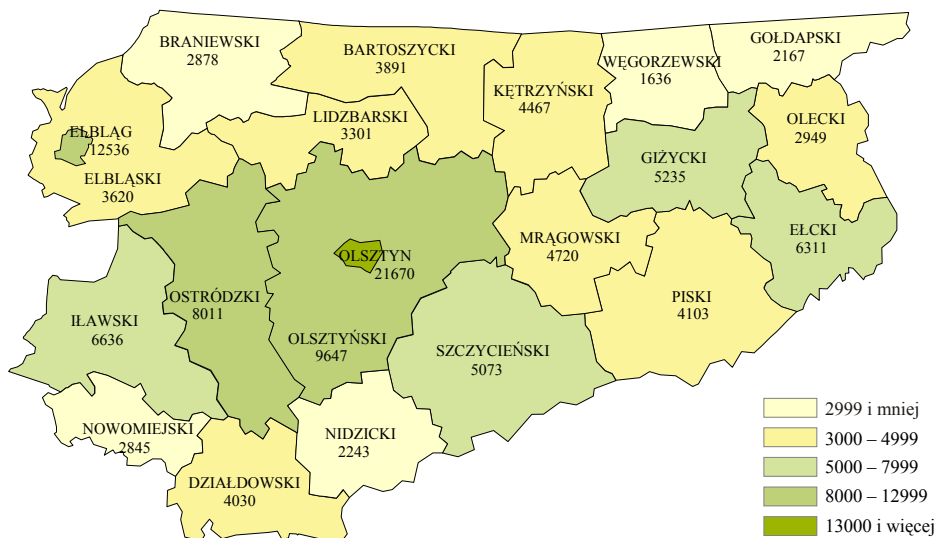 BRANIEWSKI
2878
BARTOSZYCKI
3891
KĘTRZYŃSKI
4467
WĘGORZEWSKI
1636
GOŁDAPSKI
2167
OLECKI
2949
LIDZBARSKI
3301
ELBLĄG
12536
ELBLĄSKI
3620
GIŻYCKI
5235
EŁCKI
6311
MRĄGOWSKI
4720
OLSZTYN
21670
OSTRÓDZKI
8011
PISKI
4103
IŁAWSKI
6636
OLSZTYŃSKI
9647
SZCZYCIEŃSKI
5073
NOWOMIEJSKI
2845
NIDZICKI
2243
DZIAŁDOWSKI
4030
2999 i mniej
3000 – 4999
5000 – 7999
8000 – 12999
13000 i więcej